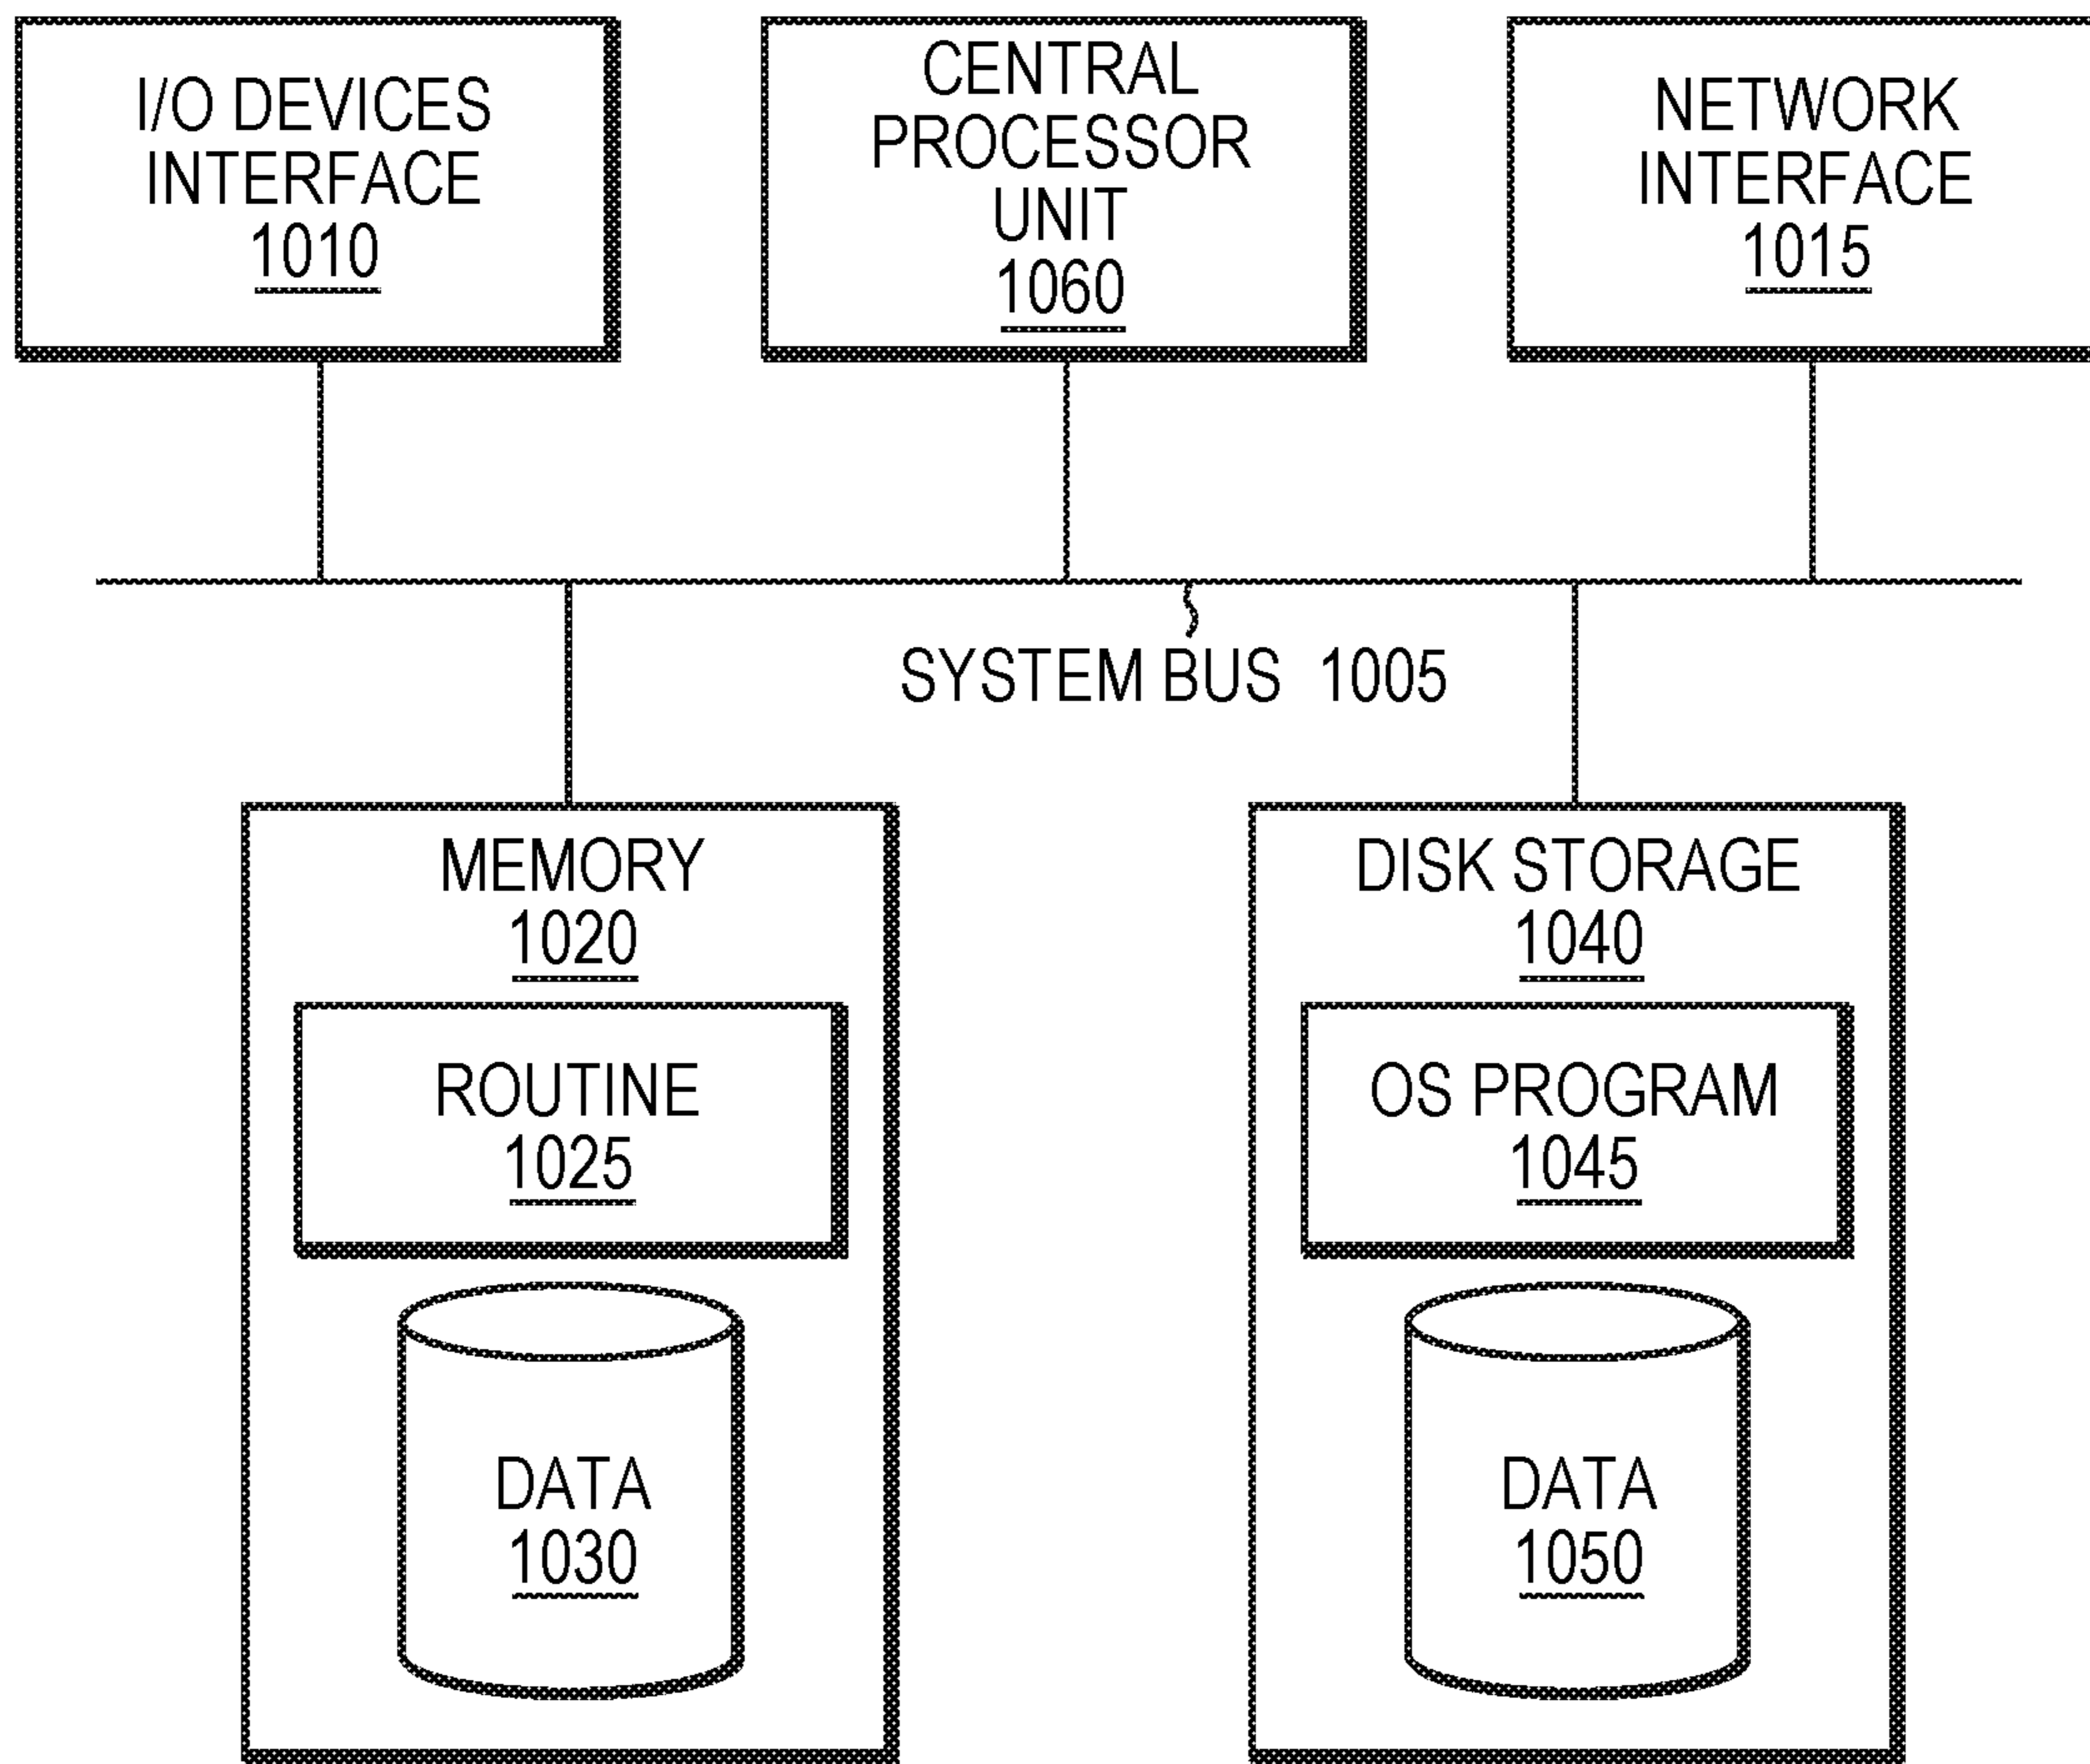 I/O DEVICES
INTERFACE
1010
CENTRAL
PROCESSOR
UNIT
1060
NETWORK
INTERFACE
1015
SYSTEM BUS 1005
MEMORY
1020
ROUTINE
1025
DATA
1030
DISK STORAGE
1040
OS PROGRAM
1045
DATA
1050